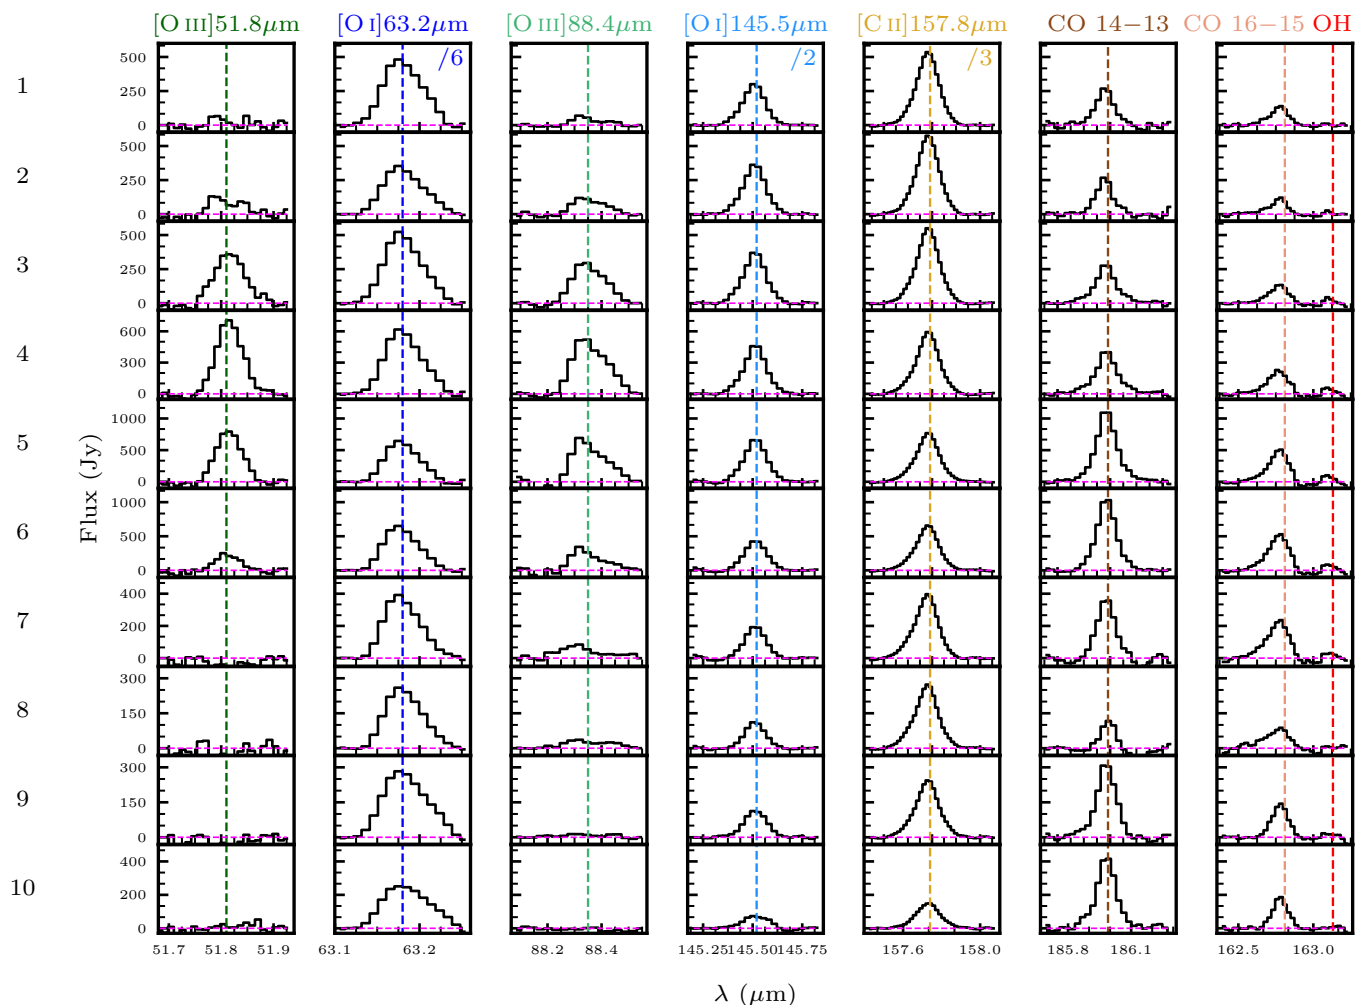 [O III]51.8μm [O I]63.2μm [O III]88.4μm [O I]145.5μm [C II]157.8μm CO 14−13 CO 16−15 OH
/6 /2 /3
1 500 250 0
2 500 250 0
3 500 250 0
4 600 300 0
5 1000 500 0
6 1000 500 0
7 400 200 0
8 300 150 0
9 300 150 0
10 400 200 0
Flux (Jy)
51.7 51.8 51.9 63.1 63.2 88.2 88.4 145.25 145.50 145.75 157.6 158.0 185.8 186.1 162.5 163.0
λ (μm)